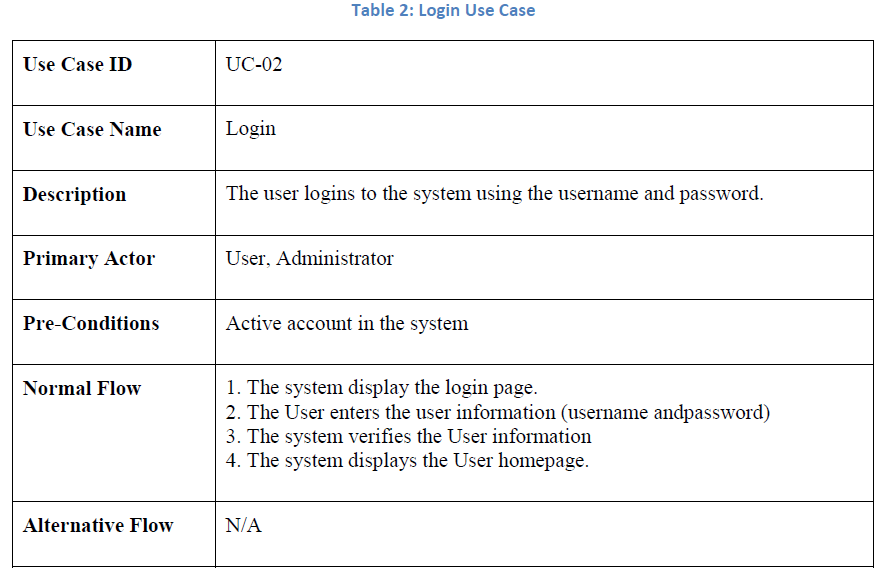 Table 2: Login Use Case
Use Case ID
UC-02
Use Case Name
Login
Description
The user logins to the system using the username and password.
Primary Actor
User, Administrator
Pre-Conditions
Active account in the system
Normal Flow
1. The system display the login page.
2. The User enters the user information (username andpassword)
3. The system verifies the User information
4. The system displays the User homepage.
Alternative Flow
N/A